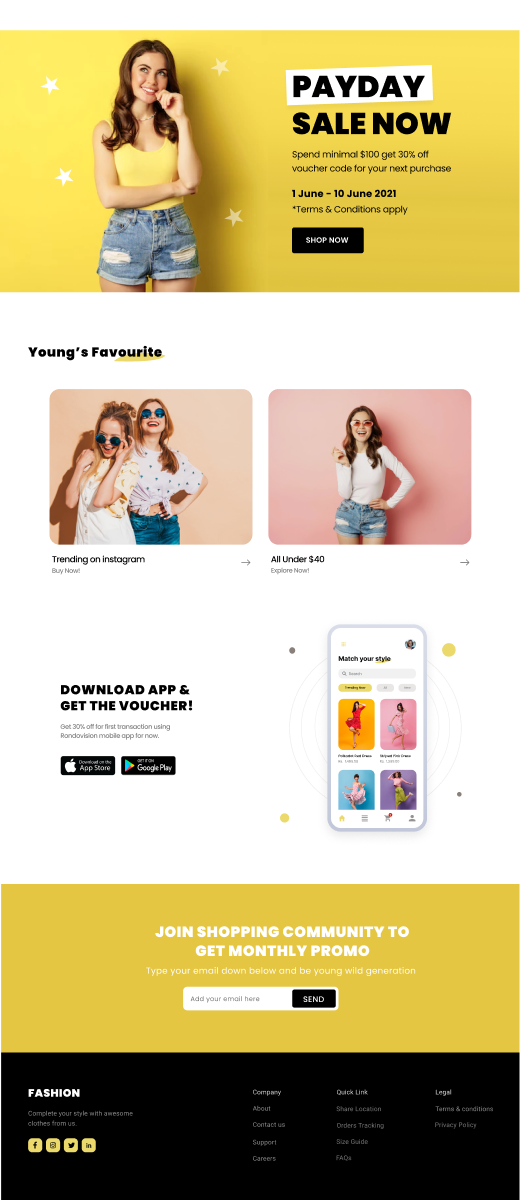 PAYDAY
SALE NOW
Spend minimal $100 get 30% off
voucher code for your next purchase
1 June - 10 June 2021
*Terms & Conditions apply
SHOP NOW
Young's Favourite
Trending on instagram
Buy Now!
All Under $40
Explore Now!
DOWNLOAD APP &
GET THE VOUCHER!
Get 30% off for first transaction using
Rondovision mobile app for now.
Download on the
App Store
GET IT ON
Google Play
Match your style
Search
Trending Now
All
JOIN SHOPPING COMMUNITY TO
GET MONTHLY PROMO
Type your email down below and be young wild generation
Add your email here
SEND
FASHION
Complete your style with awesome
clothes from us.
Company
About
Contact us
Support
Careers
Quick Link
Share Location
Orders Tracking
Size Guide
FAQs
Legal
Terms & conditions
Privacy Policy